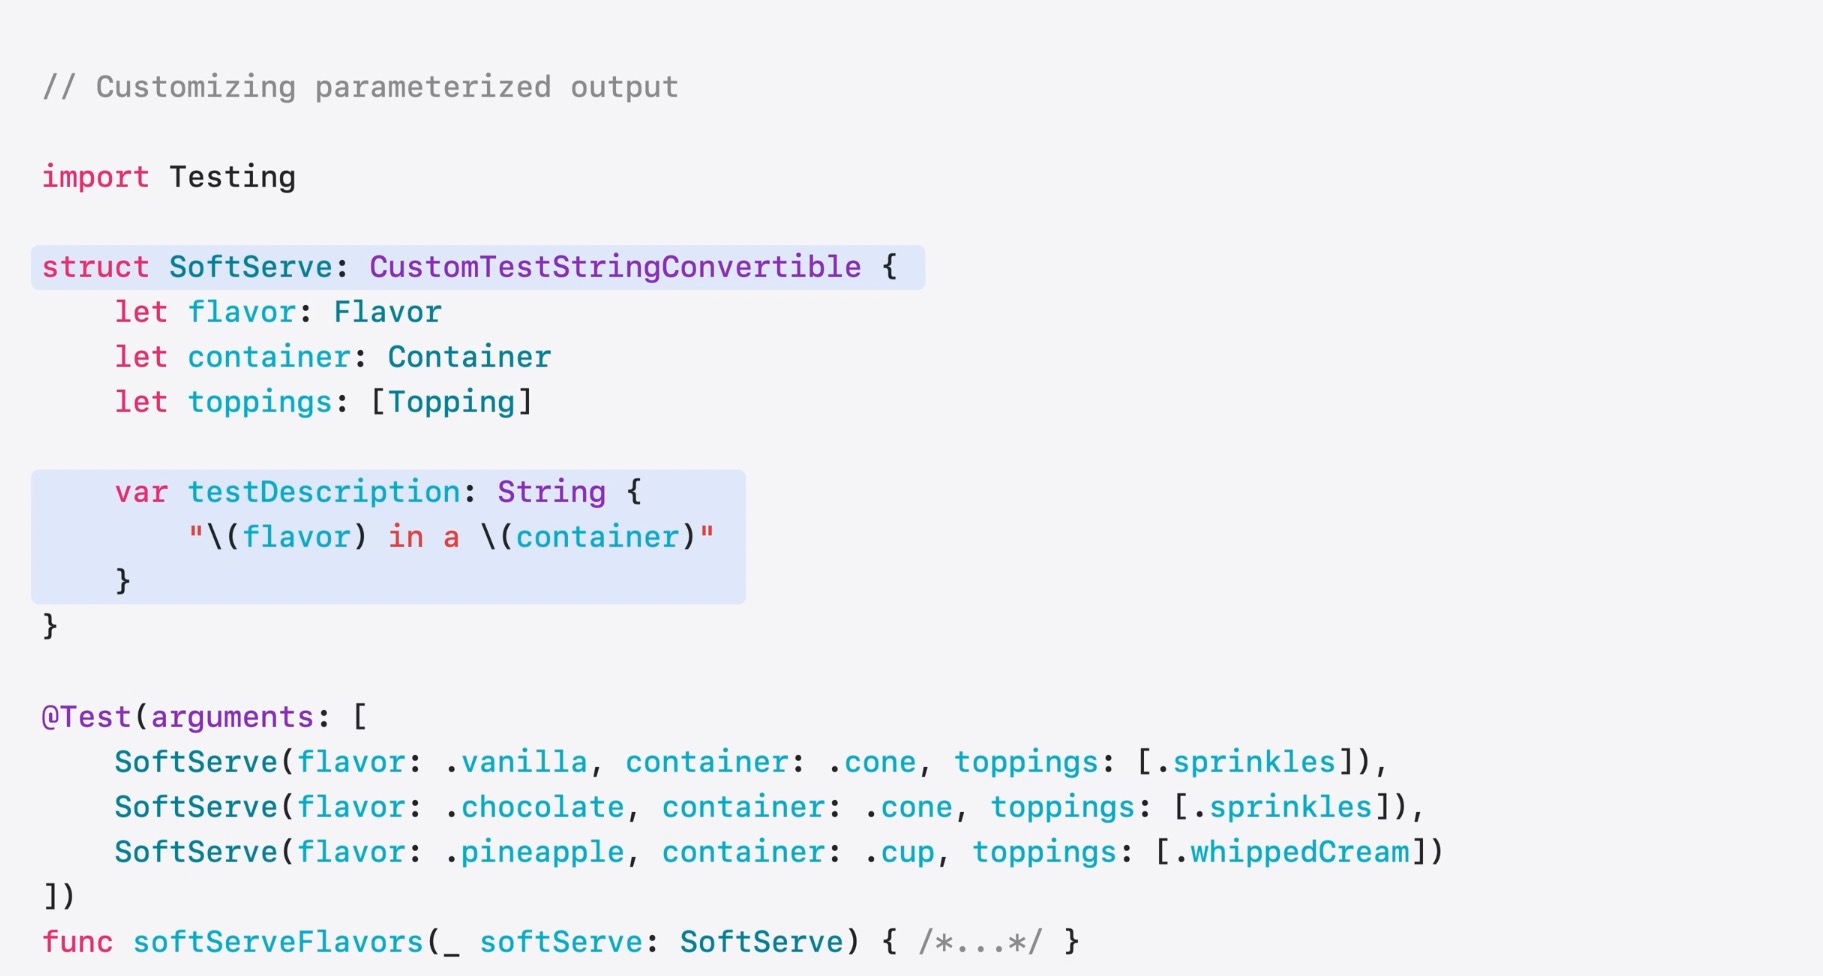 // Customizing parameterized output
import Testing
struct SoftServe: CustomTestStringConvertible {
    let flavor: Flavor
    let container: Container
    let toppings: [Topping]
    var testDescription: String {
        "\(flavor) in a \(container)"
    }
}
@Test(arguments: [
    SoftServe(flavor: .vanilla, container: .cone, toppings: [.sprinkles]),
    SoftServe(flavor: .chocolate, container: .cone, toppings: [.sprinkles]),
    SoftServe(flavor: .pineapple, container: .cup, toppings: [.whippedCream])
])
func softServeFlavors(_ softServe: SoftServe) { /*...*/ }